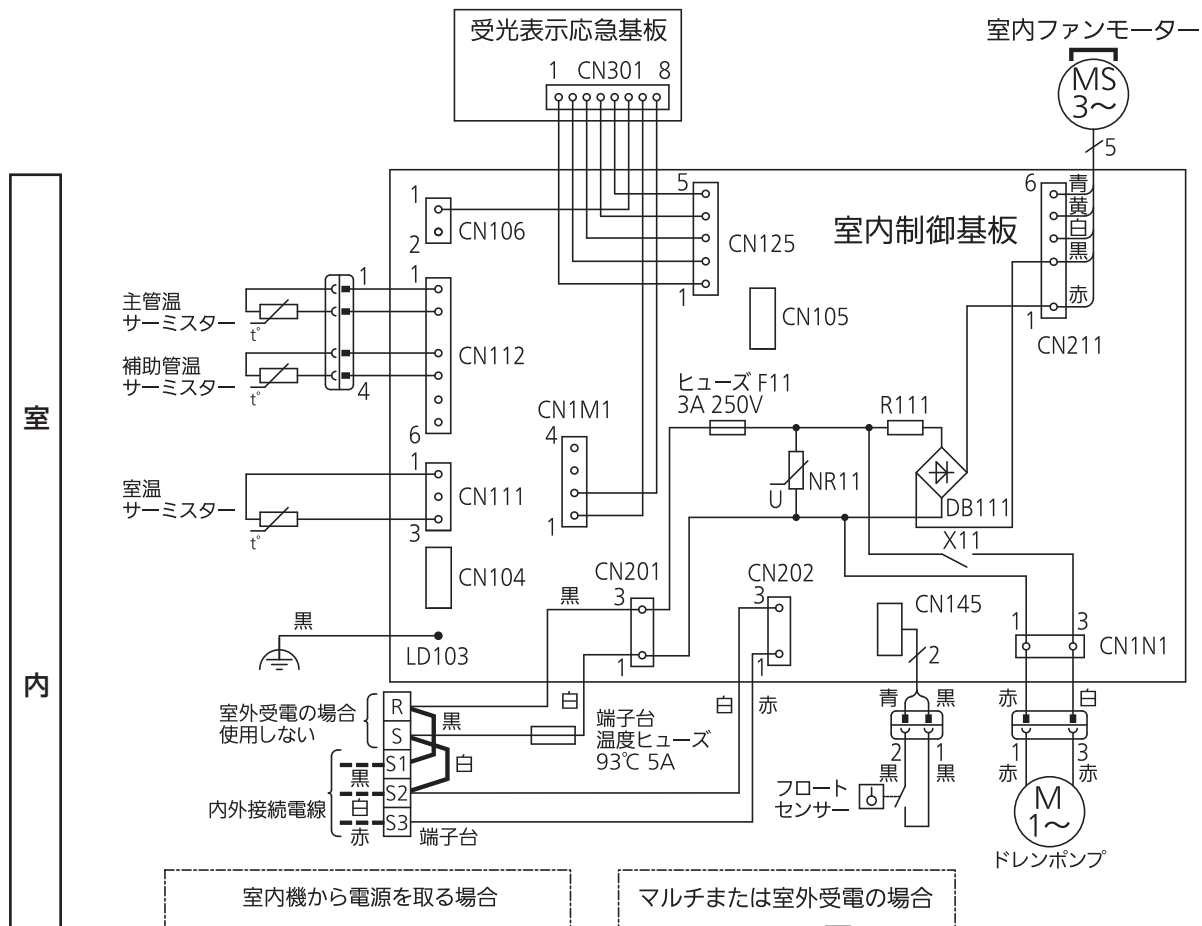 受光表示応急基板
1 CN301 8
室内ファンモーター
MS
3〜
5
室内制御基板
1
2
CN106
5
1
CN125
6
青
黄
白
黒
赤
1
CN211
主管温
サーミスター
t°
補助管温
サーミスター
t°
1
4
1
6
CN112
CN105
ヒューズ F11
3A 250V
R111
CN1M1
4
1
NR11
U
DB111
X11
室温
サーミスター
t°
1
3
CN111
CN104
黒
LD103
黒
CN201
3
1
CN202
3
1
CN145
2
1
3
CN1N1
室外受電の場合
使用しない
R
S
S1
S2
S3
黒
白
白
端子台
温度ヒューズ
93℃ 5A
白
赤
内外接続電線
黒
白
赤
端子台
青
黒
2
1
黒
黒
フロート
センサー
赤
白
1
3
赤
赤
M
1〜
ドレンポンプ
室
内
室内機から電源を取る場合
マルチまたは室外受電の場合